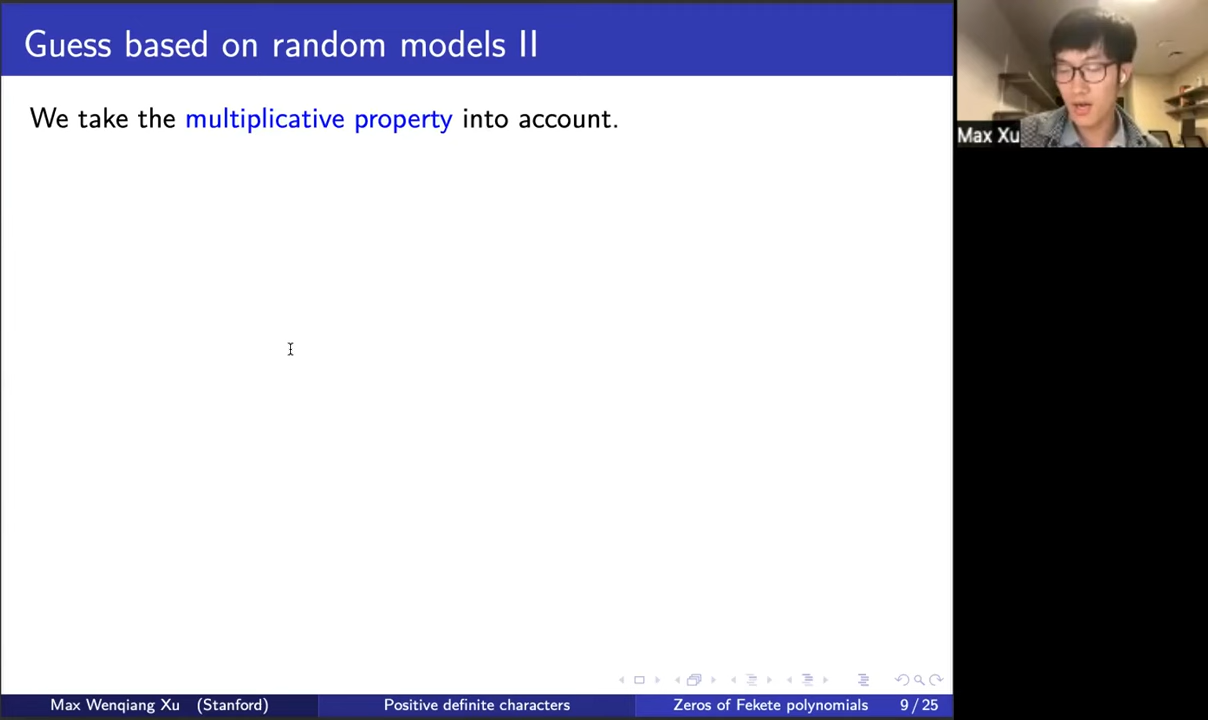 Guess based on random models II
We take the multiplicative property into account.
Max Xu
Max Wenqiang Xu (Stanford) Positive definite characters Zeros of Fekete polynomials 9 / 25